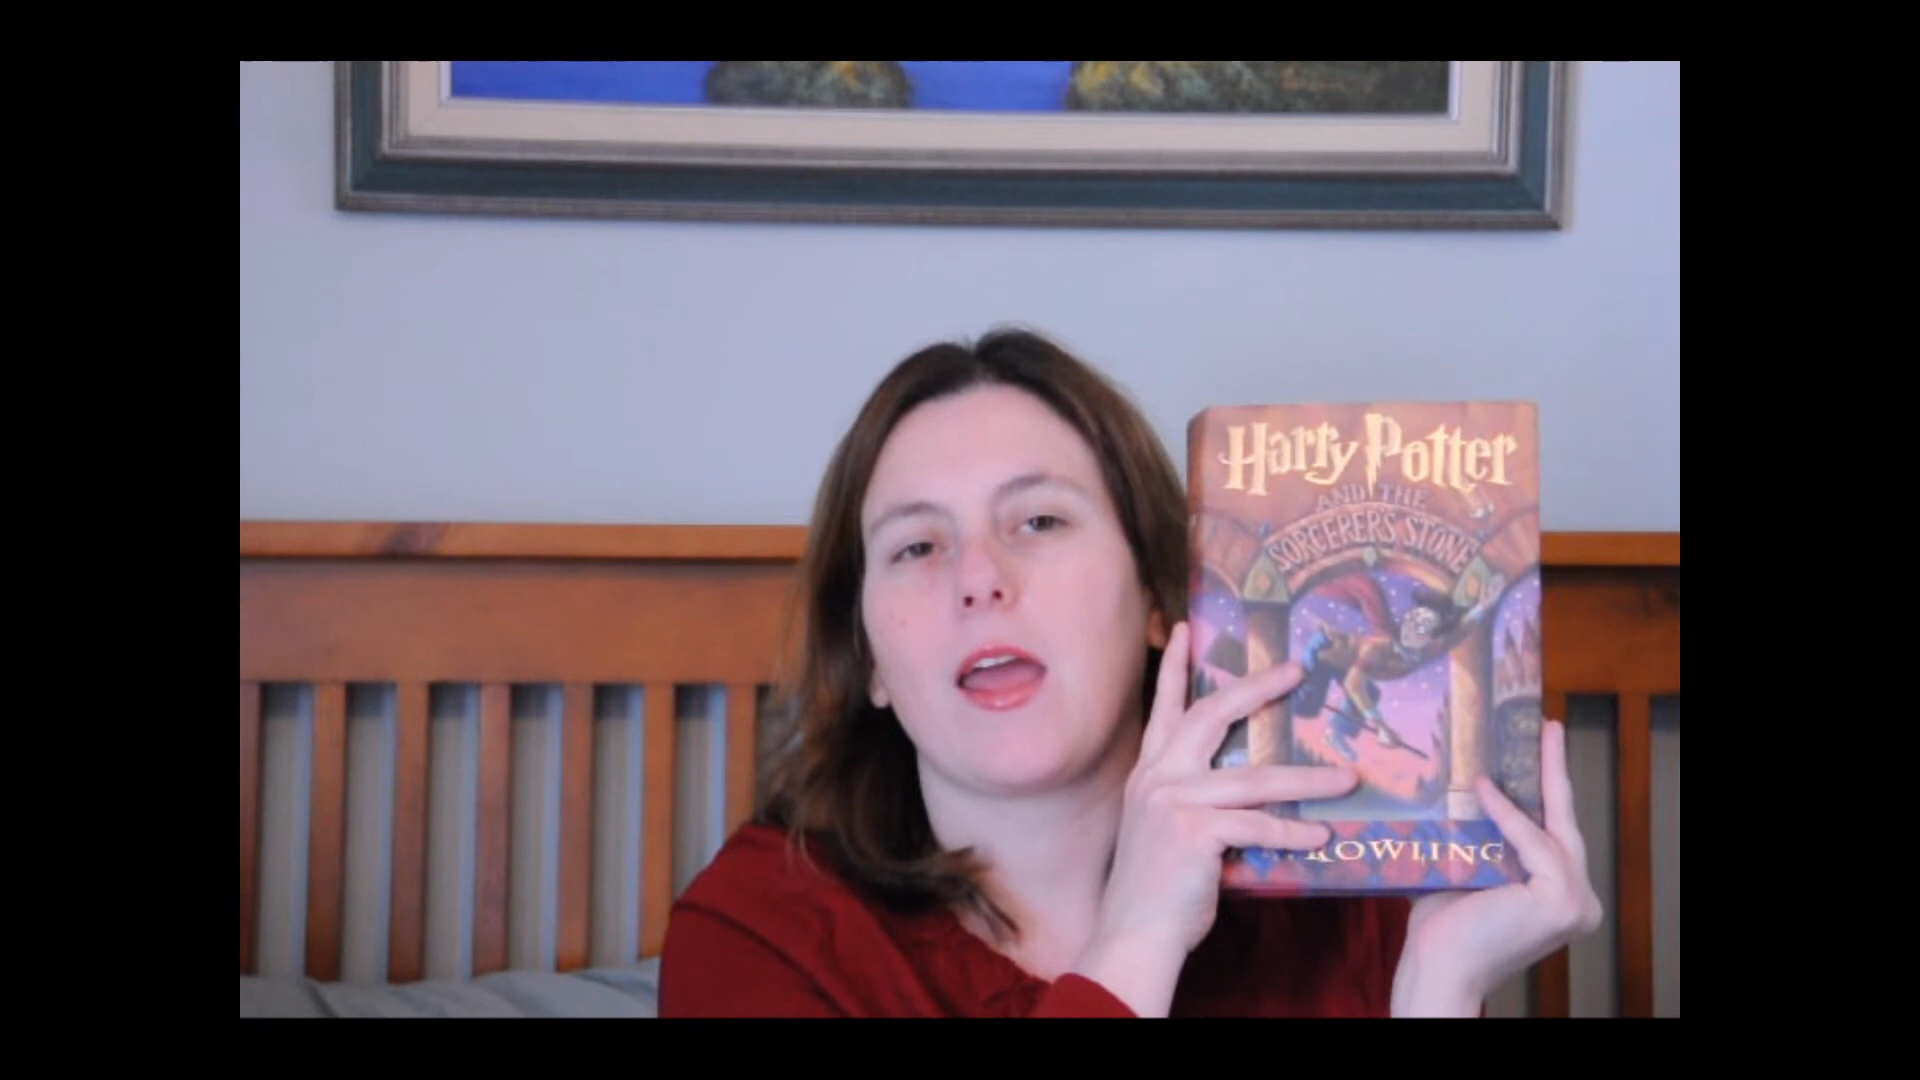 Harry Potter
AND THE
SORCERER'S STONE
ROWLING